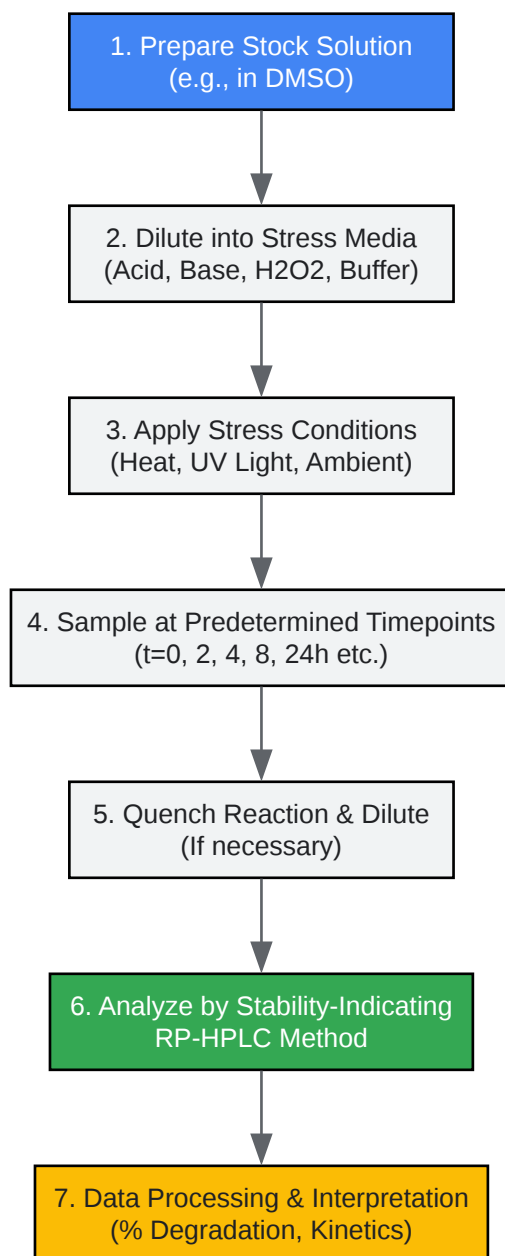 1. Prepare Stock Solution
(e.g., in DMSO)
2. Dilute into Stress Media
(Acid, Base, H2O2, Buffer)
3. Apply Stress Conditions
(Heat, UV Light, Ambient)
4. Sample at Predetermined Timepoints
(t=0, 2, 4, 8, 24h etc.)
5. Quench Reaction & Dilute
(If necessary)
6. Analyze by Stability-Indicating
RP-HPLC Method
7. Data Processing & Interpretation
(% Degradation, Kinetics)